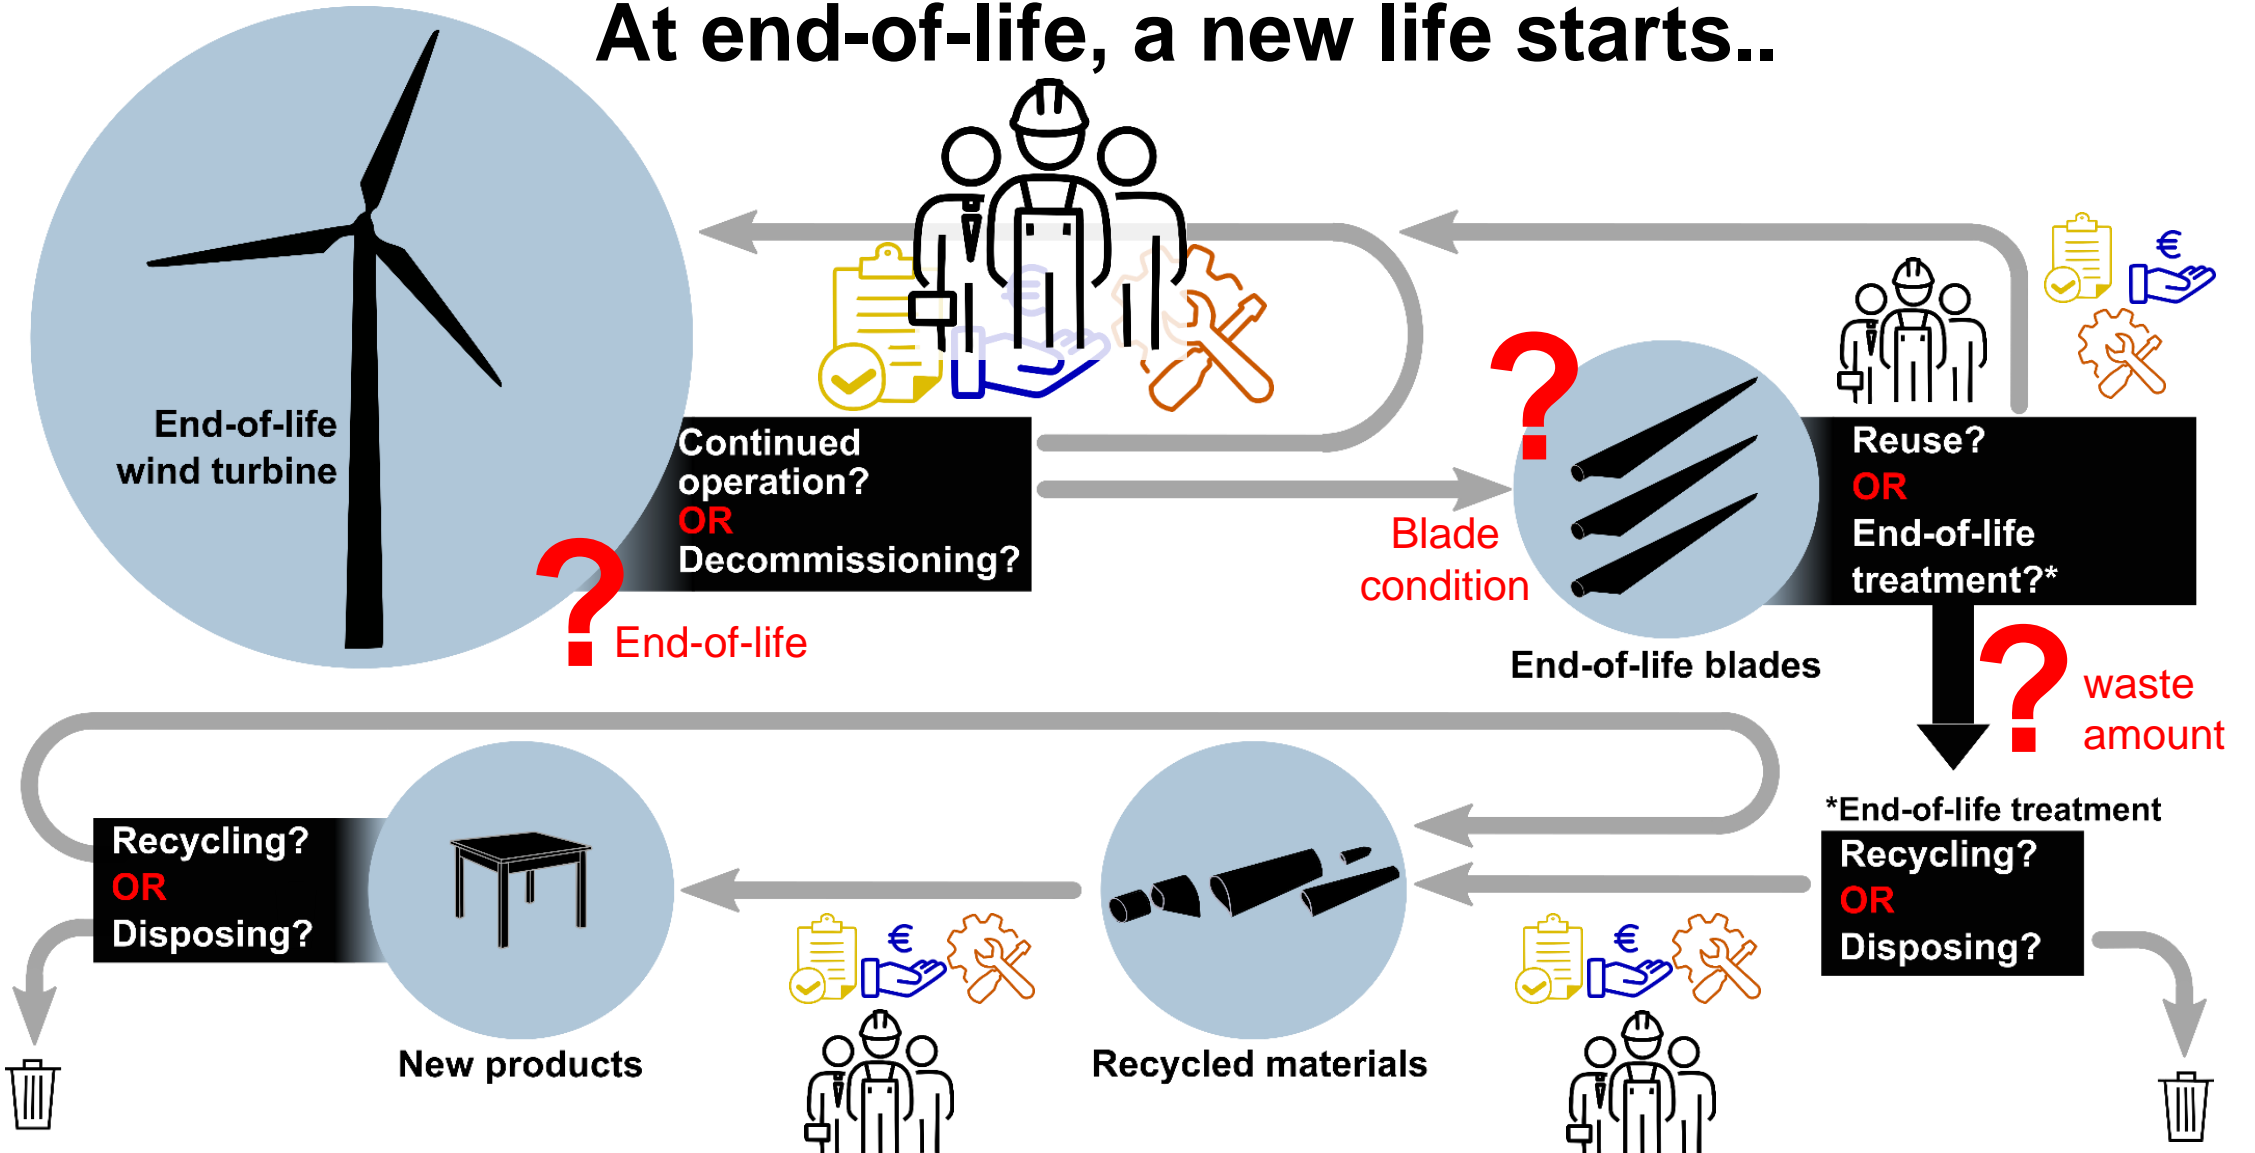 At end-of-life, a new life starts..
End-of-life
wind turbine
Continued
operation?
OR
Decommissioning?
End-of-life
€
Blade
condition
End-of-life blades
€
Reuse?
OR
End-of-life
treatment?*
waste
amount
*End-of-life treatment
Recycling?
OR
Disposing?
€
Recycled materials
€
New products
Recycling?
OR
Disposing?
?
?
?